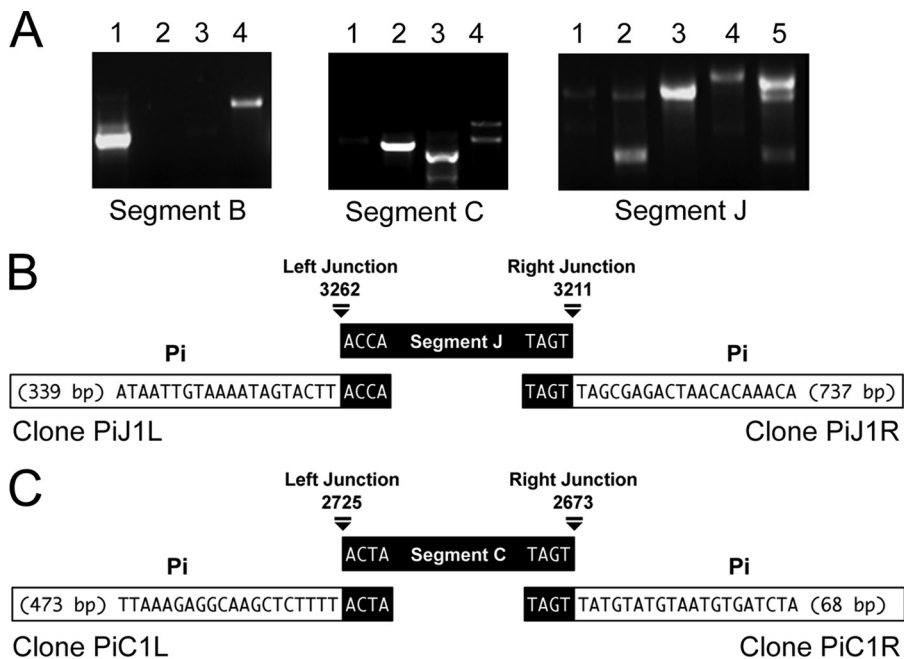 A
1 2 3 4
1 2 3 4
1 2 3 4 5
Segment B
Segment C
Segment J
B
Left Junction
3262
Right Junction
3211
ACCA Segment J TAGT
Pi
Pi
(339 bp) ATAATTGTAAAATAGTACTT ACCA
TAGT TAGCGAGACTAACACAAACA (737 bp)
Clone PiJ1L
Clone PiJ1R
C
Left Junction
2725
Right Junction
2673
ACTA Segment C TAGT
Pi
Pi
(473 bp) TTAAAGAGGCAAGCTCTTTT ACTA
TAGT TATGTATGTAATGTGATCTA (68 bp)
Clone PiC1L
Clone PiC1R